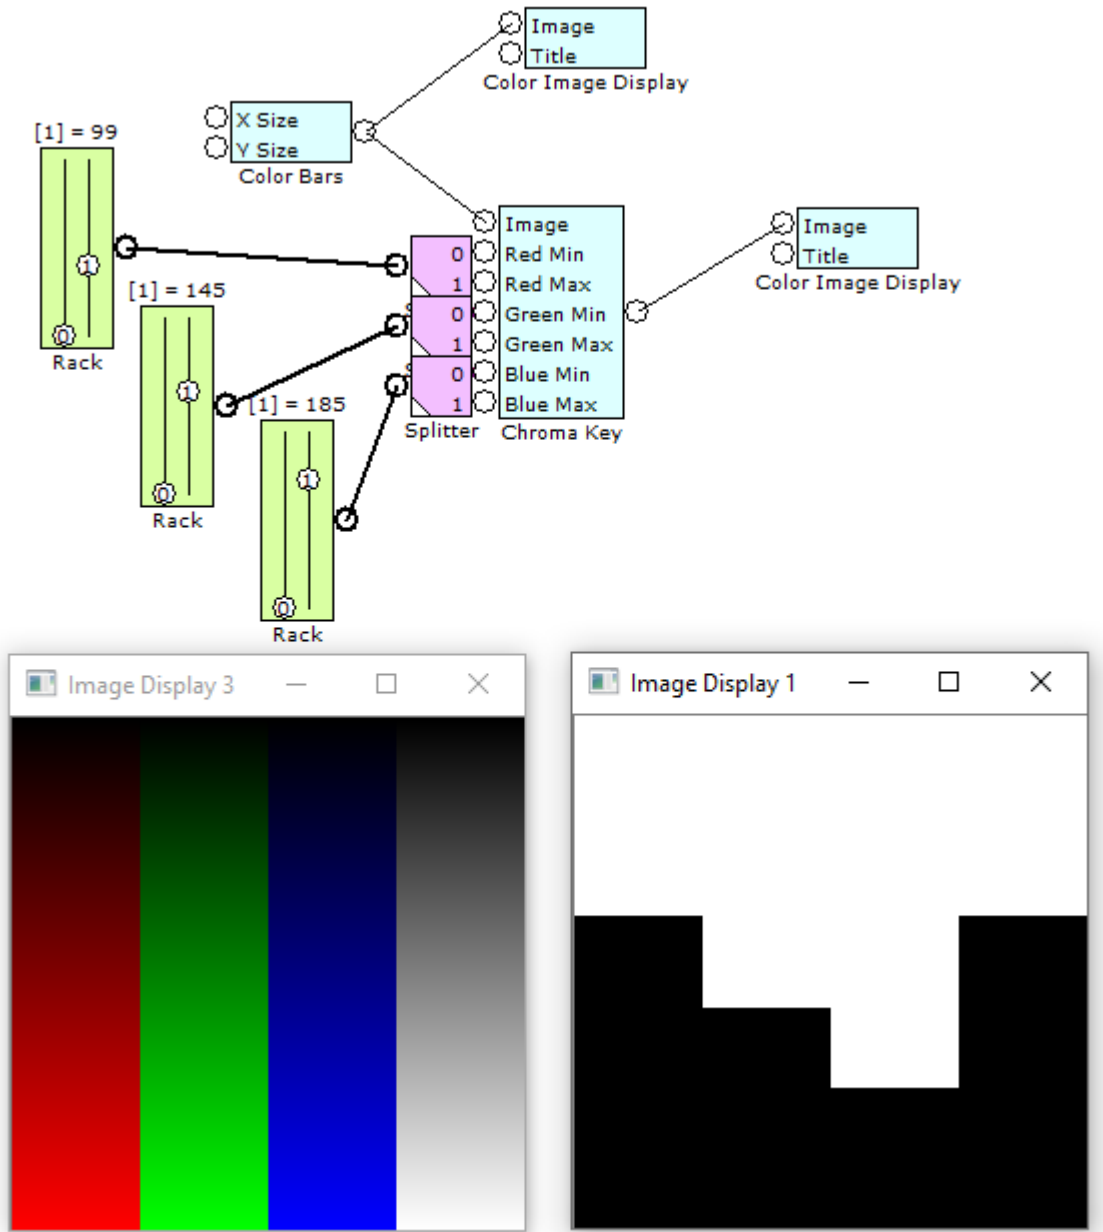 Image
Title
Color Image Display
X Size
Y Size
Color Bars
[1] = 99
1
0
Rack
[1] = 145
1
0
Rack
[1] = 185
1
0
Rack
0
1
0
1
0
1
Splitter
Image
Red Min
Red Max
Green Min
Green Max
Blue Min
Blue Max
Chroma Key
Image
Title
Color Image Display
Image Display 3
Image Display 1